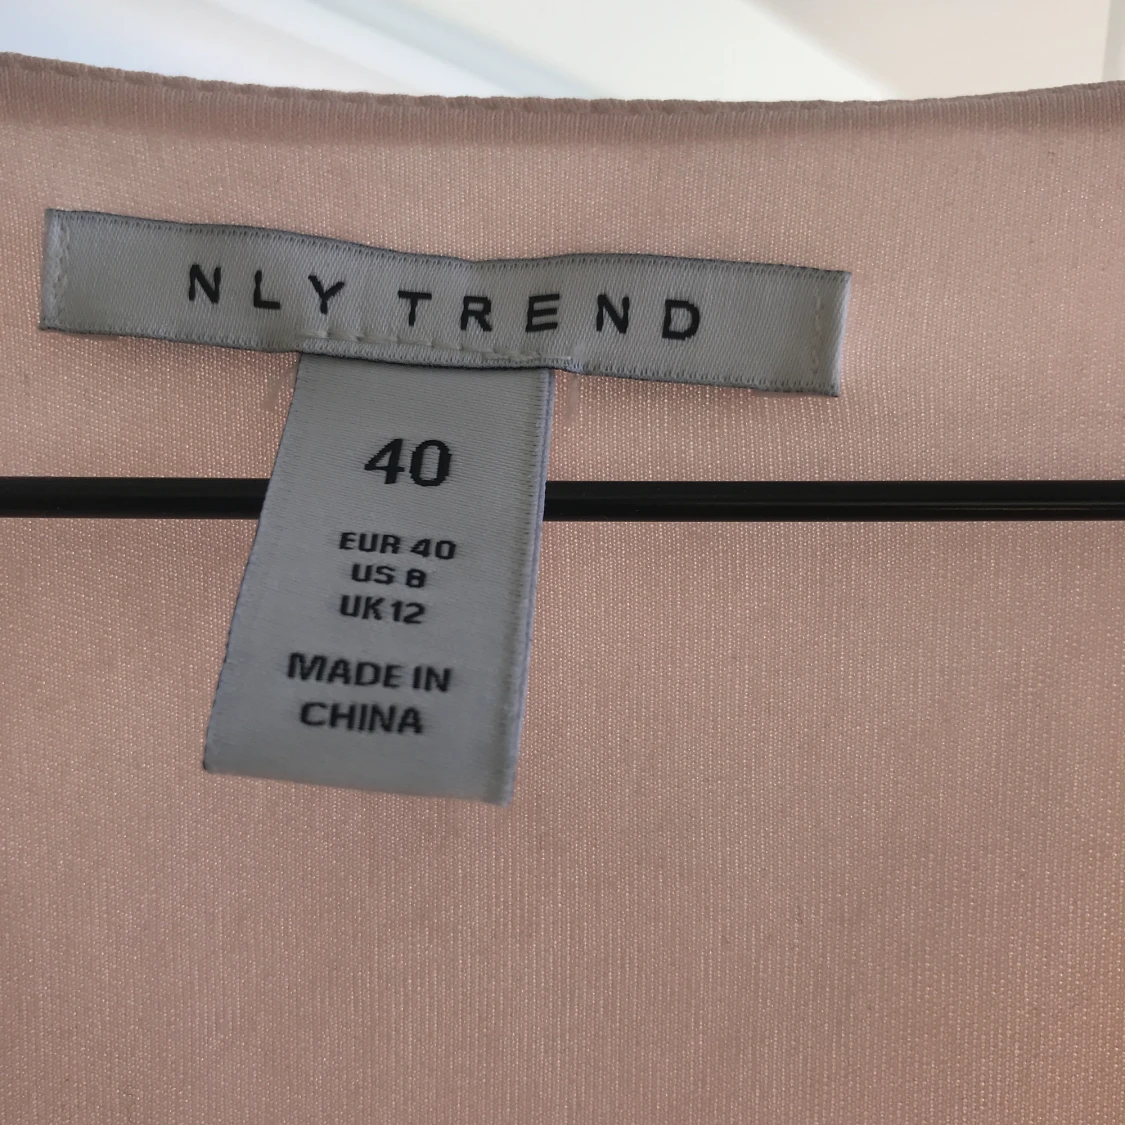 NLY TREND
40
EUR 40
US 8
UK 12
MADE IN
CHINA